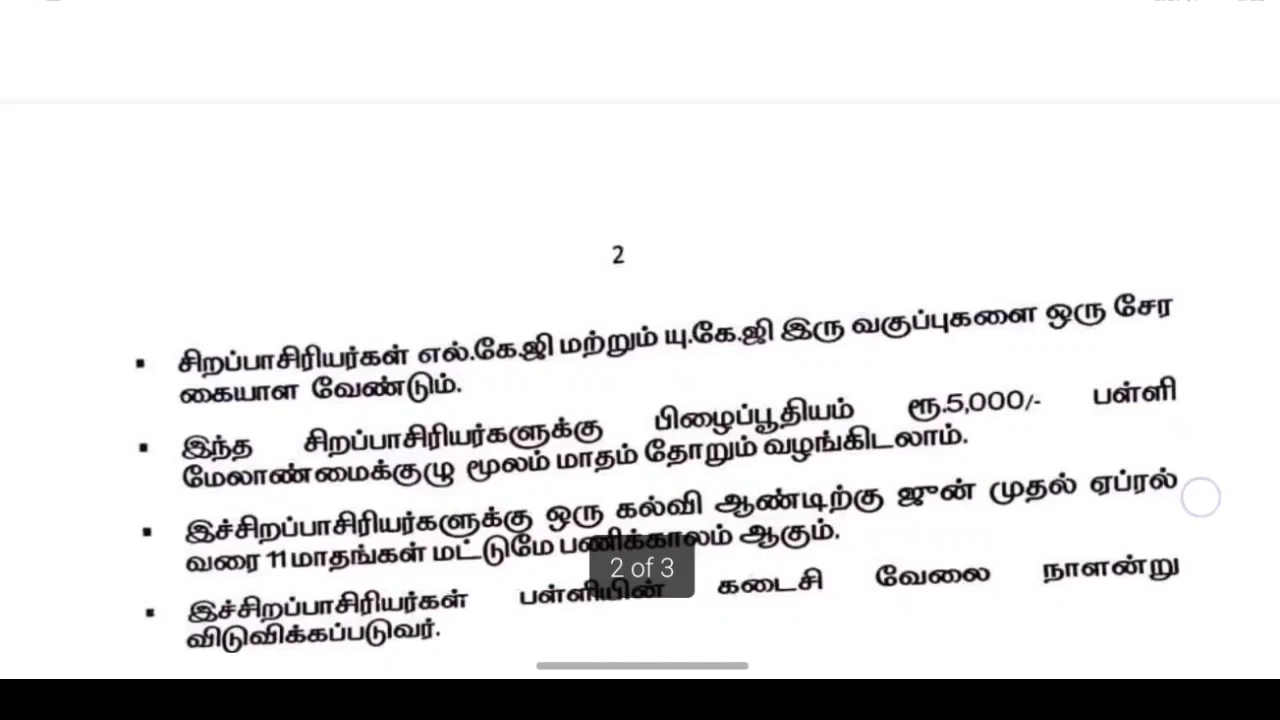 2
▪ சிறப்பாசிரியர்கள் எல்.கே.ஜி மற்றும் யு.கே.ஜி இரு வகுப்புகளை ஒரு சேர
கையாள வேண்டும்.
▪ இந்த சிறப்பாசிரியர்களுக்கு பிழைப்பூதியம் ரூ.5,000/- பள்ளி
மேலாண்மைக்குழு மூலம் மாதம் தோறும் வழங்கிடலாம்.
▪ இச்சிறப்பாசிரியர்களுக்கு ஒரு கல்வி ஆண்டிற்கு ஜுன் முதல் ஏப்ரல்
வரை 11 மாதங்கள் மட்டுமே பணிக்காலம் ஆகும்.
2 of 3
▪ இச்சிறப்பாசிரியர்கள் பள்ளியின் கடைசி வேலை நாளன்று
விடுவிக்கப்படுவர்.